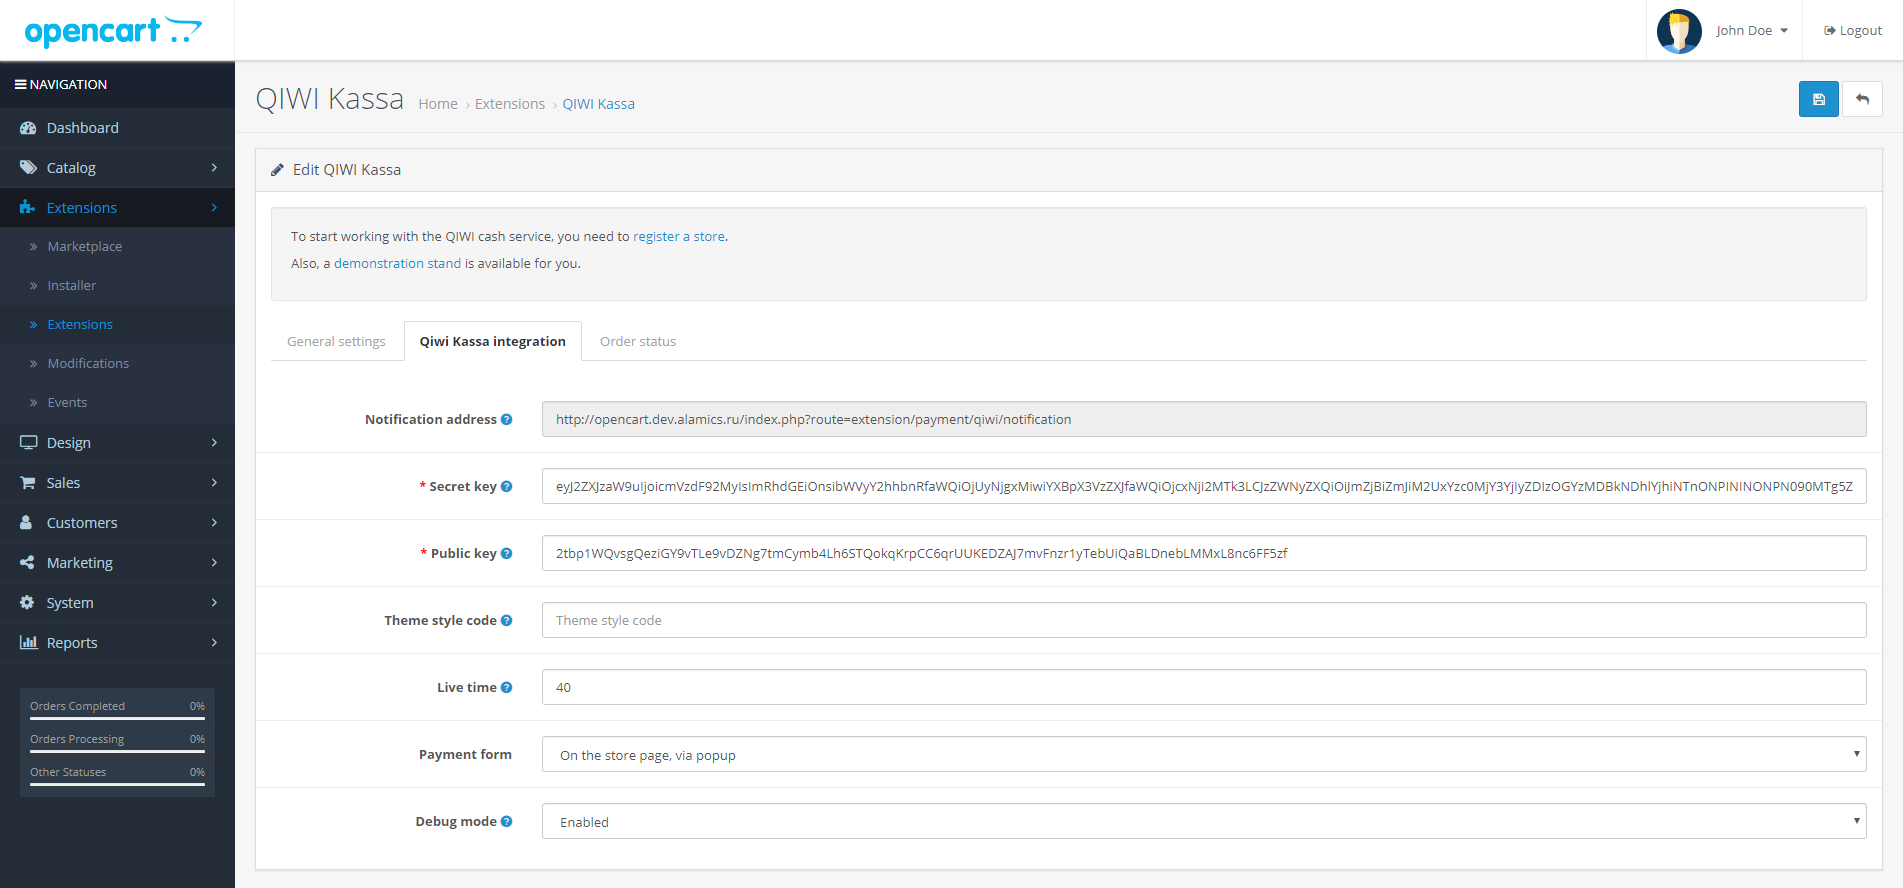 opencart
John Doe
Logout
NAVIGATION
Dashboard
Catalog
Extensions
Marketplace
Installer
Extensions
Modifications
Events
Design
Sales
Customers
Marketing
System
Reports
Orders Completed 0%
Orders Processing 0%
Other Statuses 0%
QIWI Kassa Home › Extensions › QIWI Kassa
Edit QIWI Kassa
To start working with the QIWI cash service, you need to register a store.
Also, a demonstration stand is available for you.
General settings Qiwi Kassa integration Order status
Notification address http://opencart.dev.alamics.ru/index.php?route=extension/payment/qiwi/notification
* Secret key
* Public key 2tbp1WQvsgQeziGY9vTLe9vDZNg7tmCymb4Lh6STQokqKrpCC6qrUUKEDZAJ7mvFnzr1yTebUiQaBLDnebLMMxL8nc6FF5zf
Theme style code Theme style code
Live time 40
Payment form On the store page, via popup
Debug mode Enabled